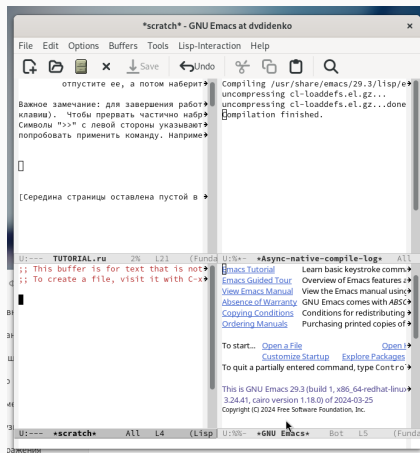 *scratch* - GNU Emacs at dvdidenko
File Edit Options Buffers Tools Lisp-Interaction Help
Save Undo
отпустите ее, а потом наберит
Важное замечание: для завершения работ
клавиш). Чтобы прервать частично набр
Символы ">>" с левой стороны указывают
попробовать применить команду. Наприме
[Середина страницы оставлена пустой в
U:--- TUTORIAL.ru 2% L21 (Funda
Compiling /usr/share/emacs/29.3/lisp/e
uncompressing cl-loaddefs.el.gz...
uncompressing cl-loaddefs.el.gz...done
Compilation finished.
U:%*- *Async-native-compile-log* All
;; This buffer is for text that is not
;; To create a file, visit it with C-x
U:--- *scratch* All L4 (Lisp
Emacs Tutorial Learn basic keystroke comm
Emacs Guided Tour Overview of Emacs features a
View Emacs Manual View the Emacs manual using
Absence of Warranty GNU Emacs comes with ABSC
Copying Conditions Conditions for redistributing
Ordering Manuals Purchasing printed copies of
To start... Open a File Open H
Customize Startup Explore Packages
To quit a partially entered command, type Contro
This is GNU Emacs 29.3 (build 1, x86_64-redhat-linux
3.24.41, cairo version 1.18.0) of 2024-03-25
Copyright (C) 2024 Free Software Foundation, Inc.
U:%%- *GNU Emacs* Bot L5 (Funda